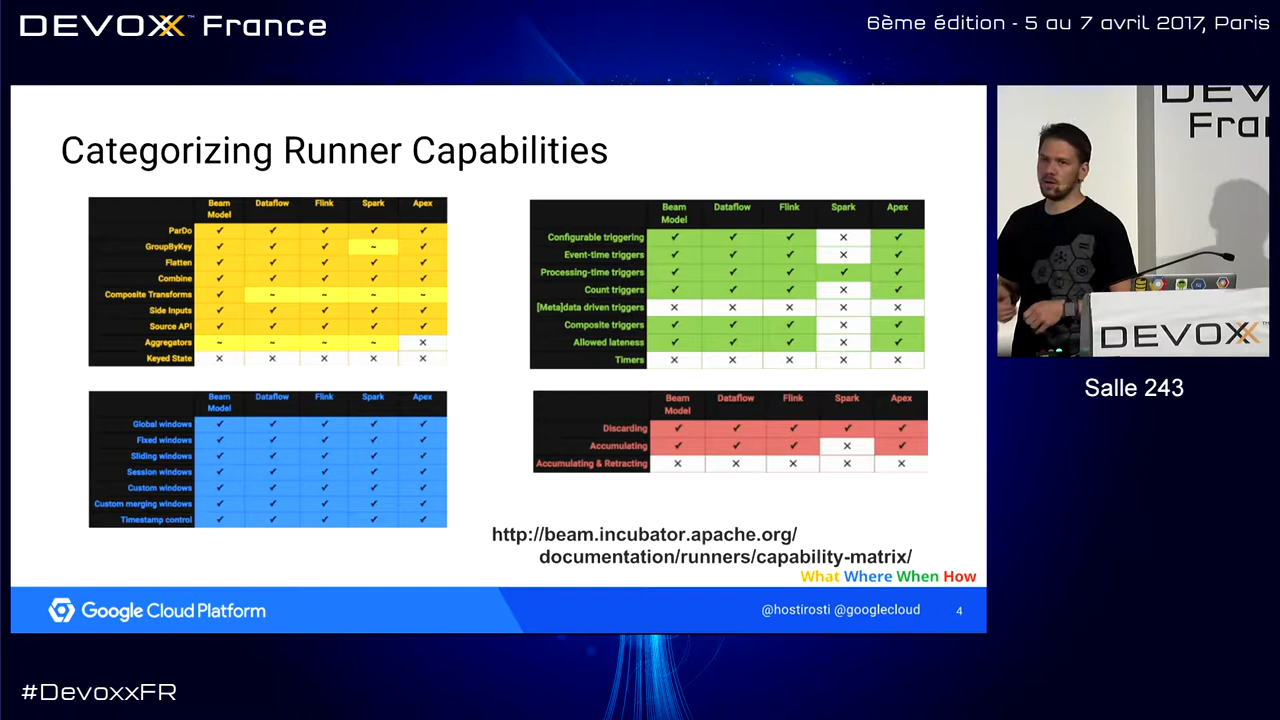 DEVOXX™ France
6ème édition - 5 au 7 avril 2017, Paris
Categorizing Runner Capabilities
Beam Model Dataflow Flink Spark Apex
ParDo ✓ ✓ ✓ ✓ ✓
GroupByKey ✓ ✓ ✓ ~ ✓
Flatten ✓ ✓ ✓ ✓ ✓
Combine ✓ ✓ ✓ ✓ ✓
Composite Transforms ✓ ~ ~ ~ ~
Side Inputs ✓ ✓ ✓ ✓ ✓
Source API ✓ ✓ ✓ ✓ ✓
Aggregators ~ ~ ~ ~ ✕
Keyed State ✕ ✕ ✕ ✕ ✕
Beam Model Dataflow Flink Spark Apex
Configurable triggering ✓ ✓ ✓ ✕ ✓
Event-time triggers ✓ ✓ ✓ ✕ ✓
Processing-time triggers ✓ ✓ ✓ ✓ ✓
Count triggers ✓ ✓ ✓ ✕ ✓
[Meta]data driven triggers ✕ ✕ ✕ ✕ ✕
Composite triggers ✓ ✓ ✓ ✕ ✓
Allowed lateness ✓ ✓ ✓ ✕ ✓
Timers ✕ ✕ ✕ ✕ ✕
Beam Model Dataflow Flink Spark Apex
Global windows ✓ ✓ ✓ ✓ ✓
Fixed windows ✓ ✓ ✓ ✓ ✓
Sliding windows ✓ ✓ ✓ ✓ ✓
Session windows ✓ ✓ ✓ ✓ ✓
Custom windows ✓ ✓ ✓ ✓ ✓
Custom merging windows ✓ ✓ ✓ ✓ ✓
Timestamp control ✓ ✓ ✓ ✓ ✓
Beam Model Dataflow Flink Spark Apex
Discarding ✓ ✓ ✓ ✓ ✓
Accumulating ✓ ✓ ✓ ✕ ✓
Accumulating & Retracting ✕ ✕ ✕ ✕ ✕
http://beam.incubator.apache.org/
documentation/runners/capability-matrix/
What Where When How
Google Cloud Platform
@hostirosti @googlecloud 4
DEV
Fra
DEVOXX
Salle 243
#DevoxxFR